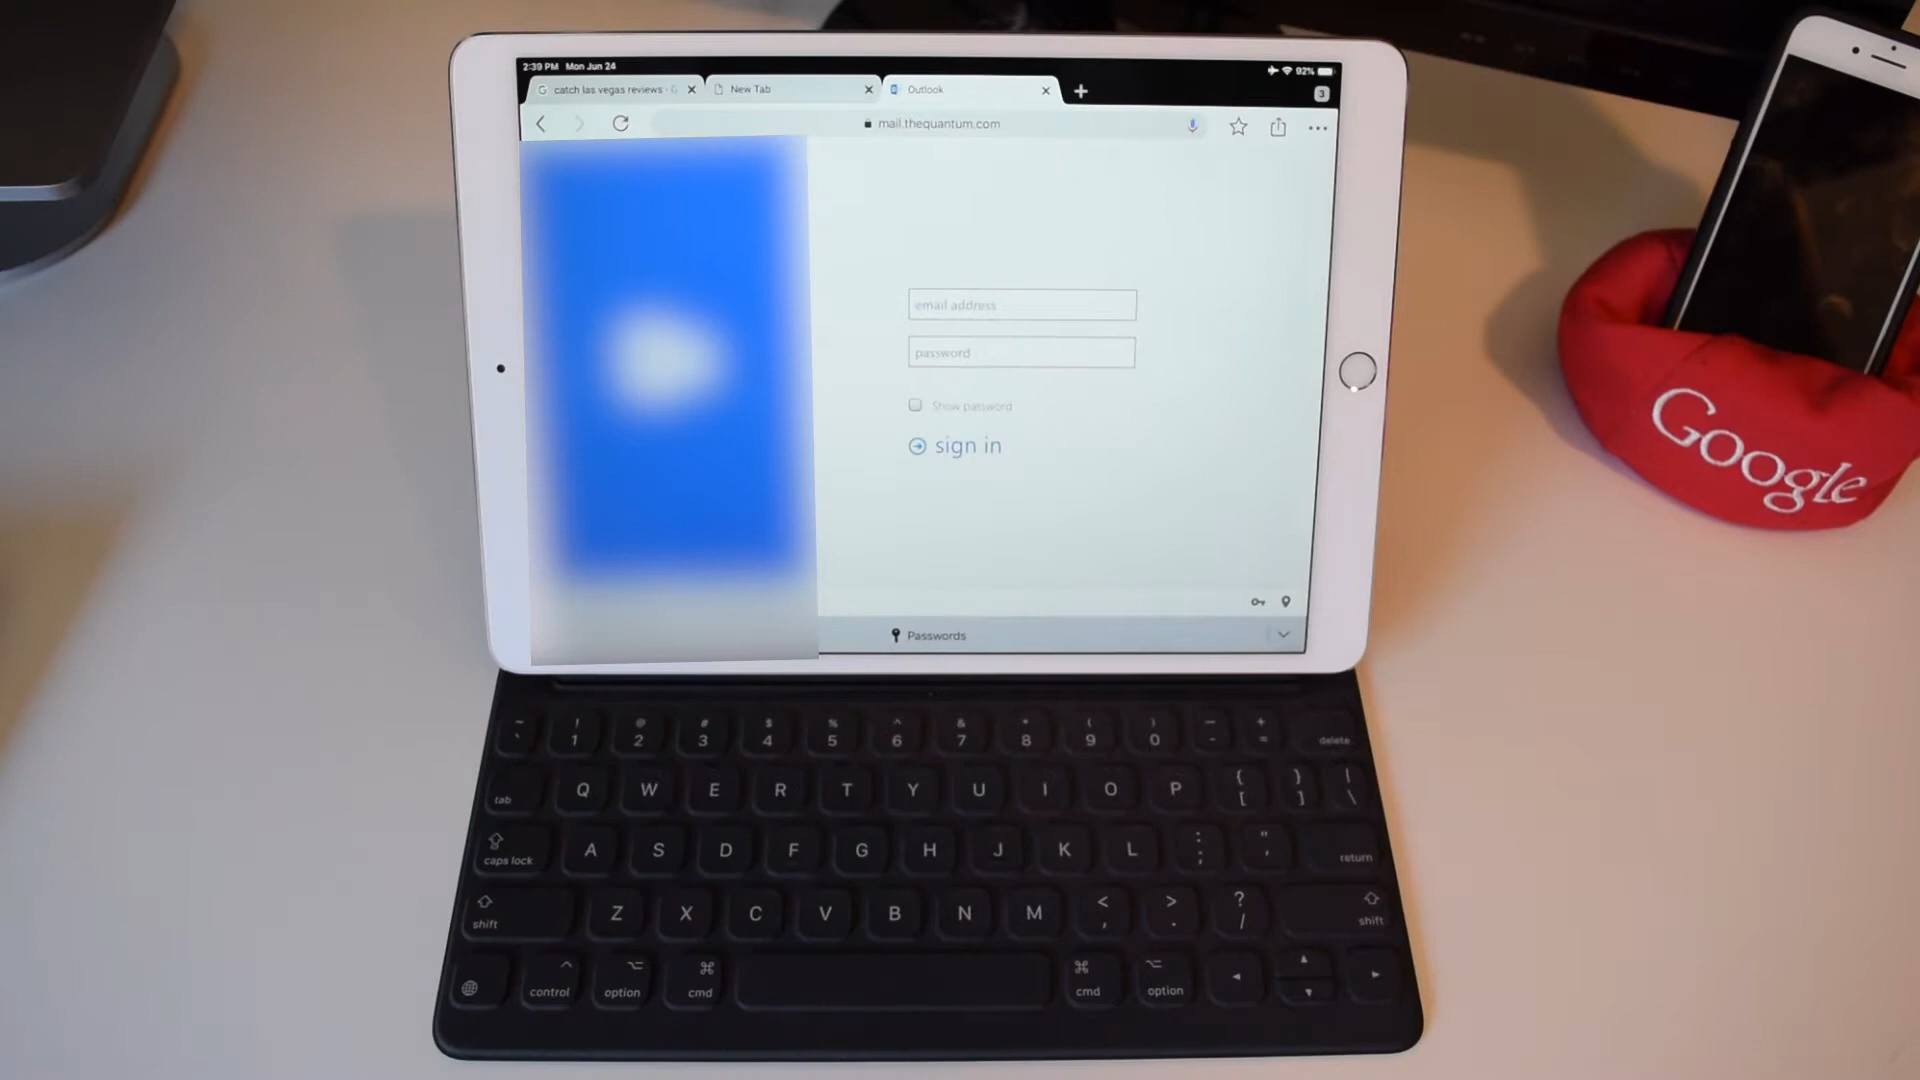 2:39 PM Mon Jun 24
92%
catch las vegas reviews - G
New Tab
Outlook
3
mail.thequantum.com
email address
password
Show password
sign in
Passwords
Google
~ ! @ # $ % ^ & * ( ) _ +
` 1 2 3 4 5 6 7 8 9 0 - = delete
tab Q W E R T Y U I O P { [ } ] | \
caps lock A S D F G H J K L : ; " ' return
shift Z X C V B N M < , > . ? / shift
control option cmd cmd option